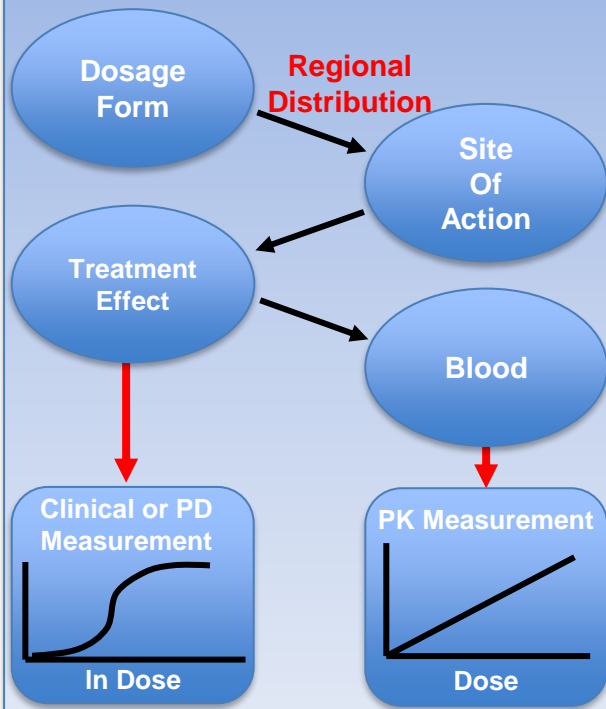 Dosage
Form
Regional
Distribution
Site
Of
Action
Treatment
Effect
Blood
Clinical or PD
Measurement
In Dose
PK Measurement
Dose